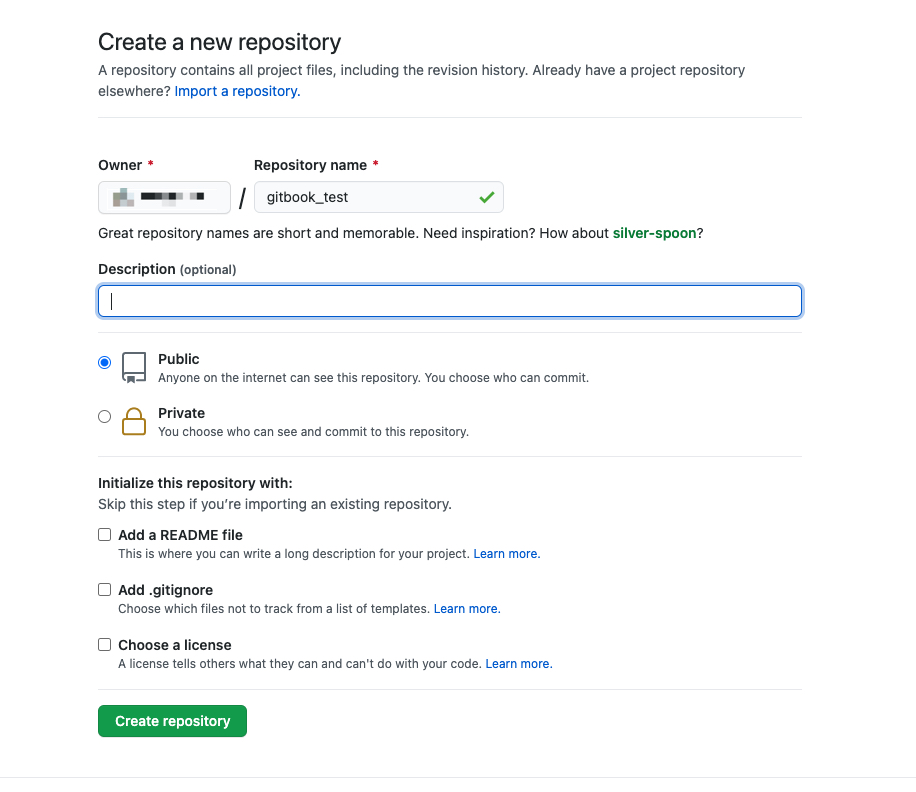 Create a new repository
A repository contains all project files, including the revision history. Already have a project repository
elsewhere? Import a repository.
Owner * Repository name *
/ gitbook_test
Great repository names are short and memorable. Need inspiration? How about silver-spoon?
Description (optional)
Public
Anyone on the internet can see this repository. You choose who can commit.
Private
You choose who can see and commit to this repository.
Initialize this repository with:
Skip this step if you’re importing an existing repository.
Add a README file
This is where you can write a long description for your project. Learn more.
Add .gitignore
Choose which files not to track from a list of templates. Learn more.
Choose a license
A license tells others what they can and can't do with your code. Learn more.
Create repository